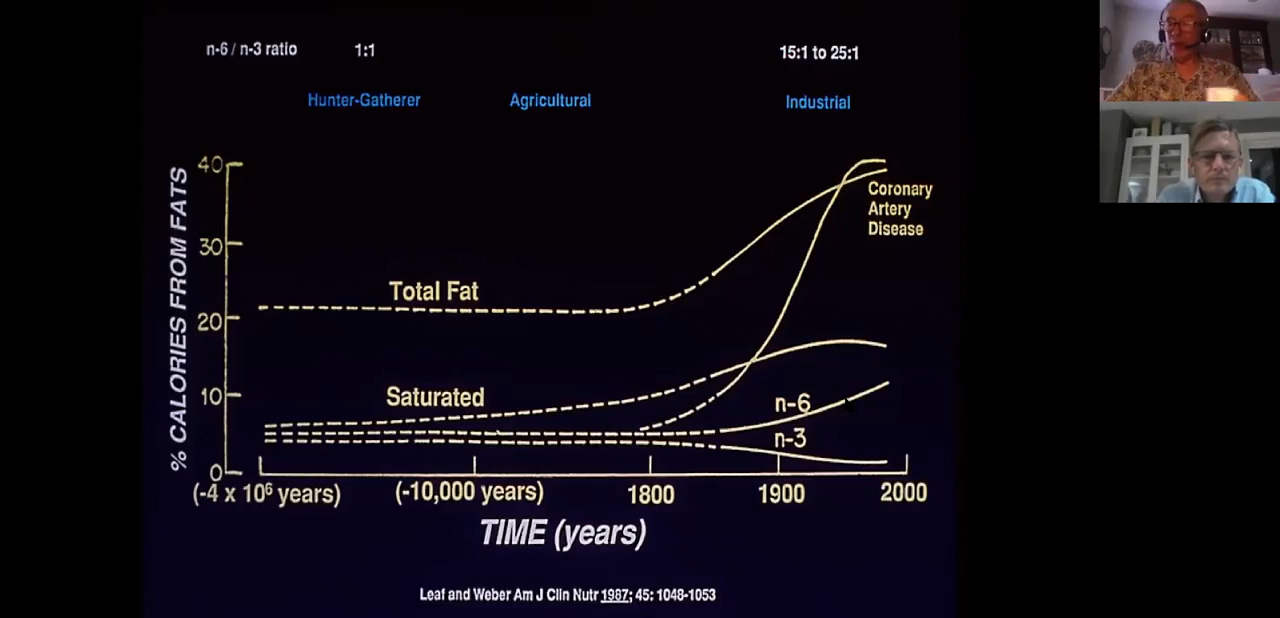 n-6 / n-3 ratio 1:1 15:1 to 25:1
Hunter-Gatherer Agricultural Industrial
% CALORIES FROM FATS
40
30
20
10
0
Coronary
Artery
Disease
Total Fat
Saturated
n-6
n-3
(-4 x 10⁶ years) (-10,000 years) 1800 1900 2000
TIME (years)
Leaf and Weber Am J Clin Nutr 1987; 45: 1048-1053